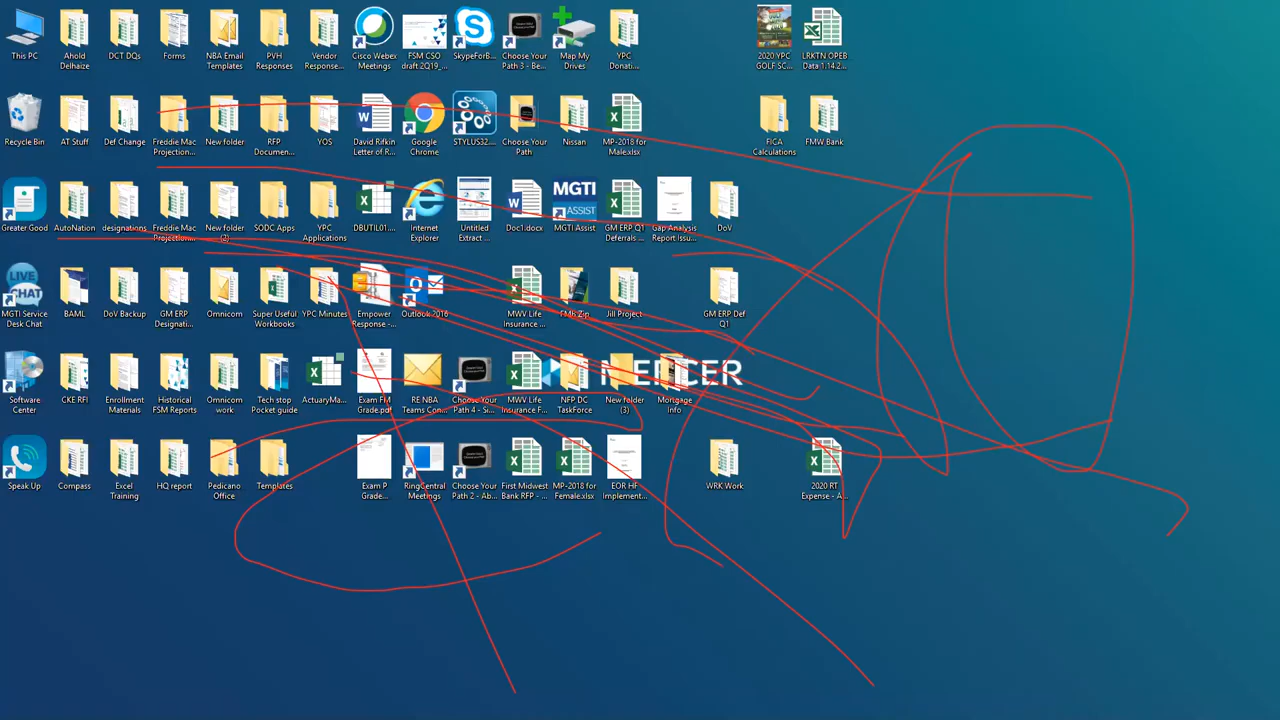 This PC
Ahold Delhaize
DCT DQs
Forms
NBA Email Templates
PVH Responses
Vendor Response...
Cisco Webex Meetings
FSM CSO draft 2Q19_...
SkypeForB...
Choose Your Path 3 - Be...
Map My Drives
YPC Donati...
2020 YPC GOLF SC...
LRKTN OPEB Data 1.14.2...
Recycle Bin
AT Stuff
Def Change
Freddie Mac Projection...
New folder
RFP Documen...
YOS
David Rifkin Letter of R...
Google Chrome
STYLUS32...
Choose Your Path
Nissan
MP-2018 for Male.xlsx
FICA Calculations
FMW Bank
Greater Good
AutoNation
designations
Freddie Mac Projection...
New folder (2)
SODC Apps
YPC Applications
DBUTIL01...
Internet Explorer
Untitled Extract ...
Doc1.docx
MGTI ASSIST
MGTI Assist
GM ERP Q1 Deferrals ...
Gap Analysis Report Issu...
DoV
LIVE CHAT
MGTI Service Desk Chat
BAML
DoV Backup
GM ERP Designati...
Omnicom
Super Useful Workbooks
YPC Minutes
Empower Response -...
Outlook 2016
MWV Life Insurance ...
FMR Zip
Jill Project
GM ERP Def Q1
MERCER
Software Center
CKE RFI
Enrollment Materials
Historical FSM Reports
Omnicom work
Tech stop Pocket guide
ActuaryMa...
Exam FM Grade.pdf
RE NBA Teams Con...
Choose Your Path 4 - Si...
MWV Life Insurance F...
NFP DC TaskForce
New folder (3)
Mortgage Info
Speak Up
Compass
Excel Training
HQ report
Pedicano Office
Templates
Exam P Grade...
RingCentral Meetings
Choose Your Path 2 - Ab...
First Midwest Bank RFP - ...
MP-2018 for Female.xlsx
EOR HF Implement...
WRK Work
2020 RT Expense - A...